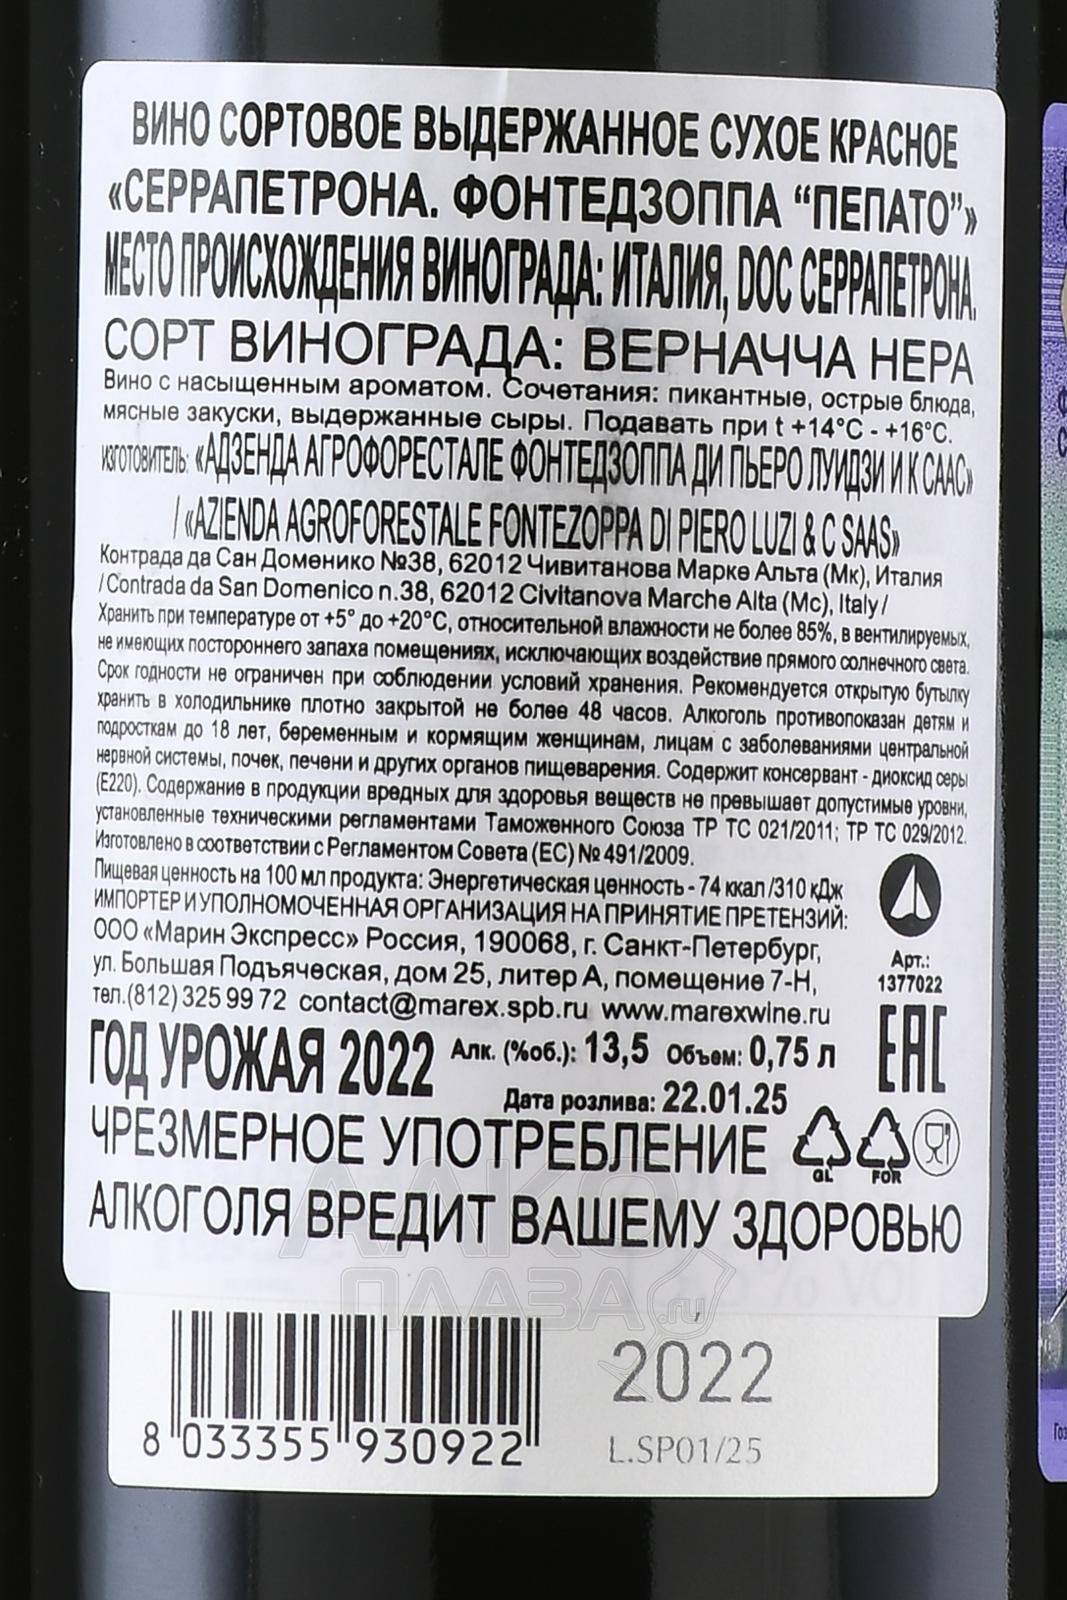 ВИНО СОРТОВОЕ ВЫДЕРЖАННОЕ СУХОЕ КРАСНОЕ
«СЕРРАПЕТРОНА. ФОНТЕДЗОППА “ПЕПАТО”»
МЕСТО ПРОИСХОЖДЕНИЯ ВИНОГРАДА: ИТАЛИЯ, DOC СЕРРАПЕТРОНА.
СОРТ ВИНОГРАДА: ВЕРНАЧЧА НЕРА
Вино с насыщенным ароматом. Сочетания: пикантные, острые блюда,
мясные закуски, выдержанные сыры. Подавать при t +14°C - +16°C.
ИЗГОТОВИТЕЛЬ: «АДЗЕНДА АГРОФОРЕСТАЛЕ ФОНТЕДЗОППА ДИ ПЬЕРО ЛУИДЗИ И К СААС»
/ «AZIENDA AGROFORESTALE FONTEZOPPA DI PIERO LUZI & C SAAS»
Контрада да Сан Доменико №38, 62012 Чивитанова Марке Альта (Мк), Италия
/ Contrada da San Domenico n.38, 62012 Civitanova Marche Alta (Mc), Italy /
Хранить при температуре от +5° до +20°C, относительной влажности не более 85%, в вентилируемых,
не имеющих постороннего запаха помещениях, исключающих воздействие прямого солнечного света.
Срок годности не ограничен при соблюдении условий хранения. Рекомендуется открытую бутылку
хранить в холодильнике плотно закрытой не более 48 часов. Алкоголь противопоказан детям и
подросткам до 18 лет, беременным и кормящим женщинам, лицам с заболеваниями центральной
нервной системы, почек, печени и других органов пищеварения. Содержит консервант - диоксид серы
(E220). Содержание в продукции вредных для здоровья веществ не превышает допустимые уровни,
установленные техническими регламентами Таможенного Союза ТР ТС 021/2011; ТР ТС 029/2012.
Изготовлено в соответствии с Регламентом Совета (ЕС) № 491/2009.
Пищевая ценность на 100 мл продукта: Энергетическая ценность - 74 ккал /310 кДж
ИМПОРТЕР И УПОЛНОМОЧЕННАЯ ОРГАНИЗАЦИЯ НА ПРИНЯТИЕ ПРЕТЕНЗИЙ:
ООО «Марин Экспресс» Россия, 190068, г. Санкт-Петербург,
ул. Большая Подъяческая, дом 25, литер А, помещение 7-Н,
тел.(812) 325 99 72 contact@marex.spb.ru www.marexwine.ru
Арт.:
1377022
ЕАС
ГОД УРОЖАЯ 2022 Алк. (%об.): 13,5 Объем: 0,75 л
Дата розлива: 22.01.25
GL FOR
ЧРЕЗМЕРНОЕ УПОТРЕБЛЕНИЕ
АЛКОГОЛЯ ВРЕДИТ ВАШЕМУ ЗДОРОВЬЮ
АЛКО
ПЛАЗА.ru
2022
8 033355 930922
L.SP01/25